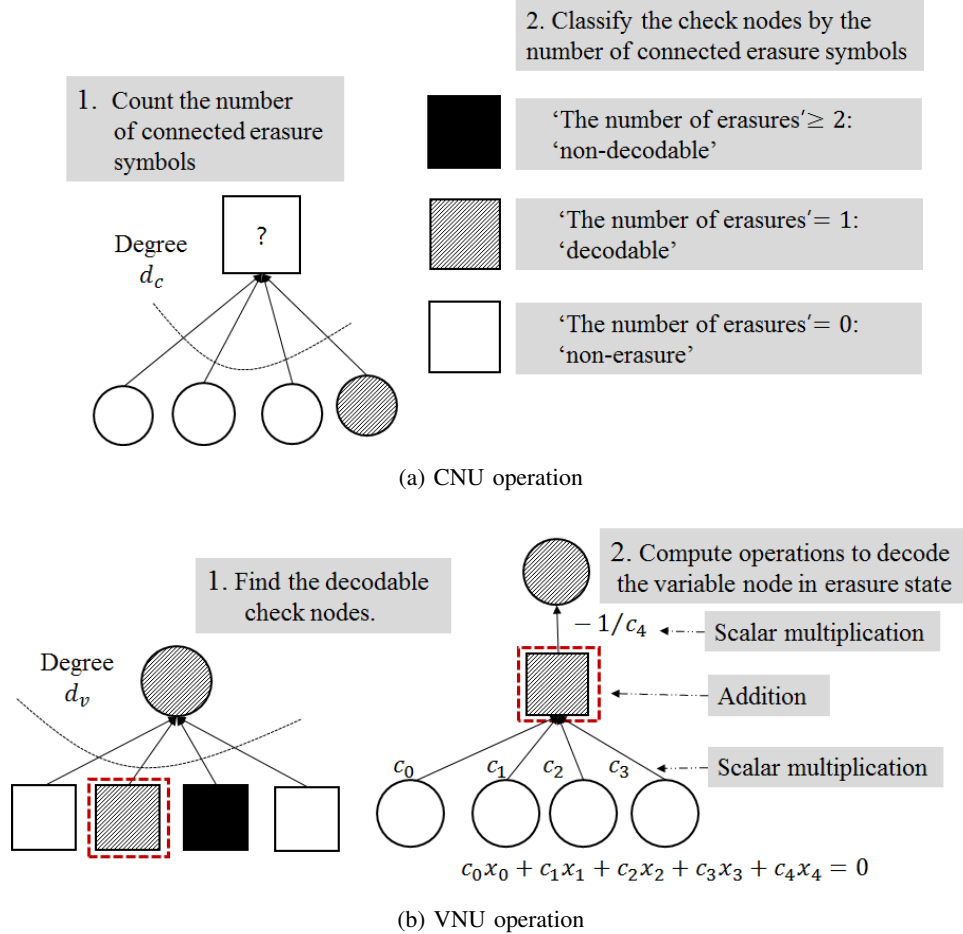 1. Count the number
of connected erasure
symbols
2. Classify the check nodes by the
number of connected erasure symbols
‘The number of erasures′≥ 2:
‘non-decodable’
‘The number of erasures′= 1:
‘decodable’
‘The number of erasures′= 0:
‘non-erasure’
?
Degree
d_c
(a) CNU operation
1. Find the decodable
check nodes.
Degree
d_v
2. Compute operations to decode
the variable node in erasure state
− 1/c_4
Scalar multiplication
Addition
c_0 c_1 c_2 c_3
Scalar multiplication
c_0x_0 + c_1x_1 + c_2x_2 + c_3x_3 + c_4x_4 = 0
(b) VNU operation